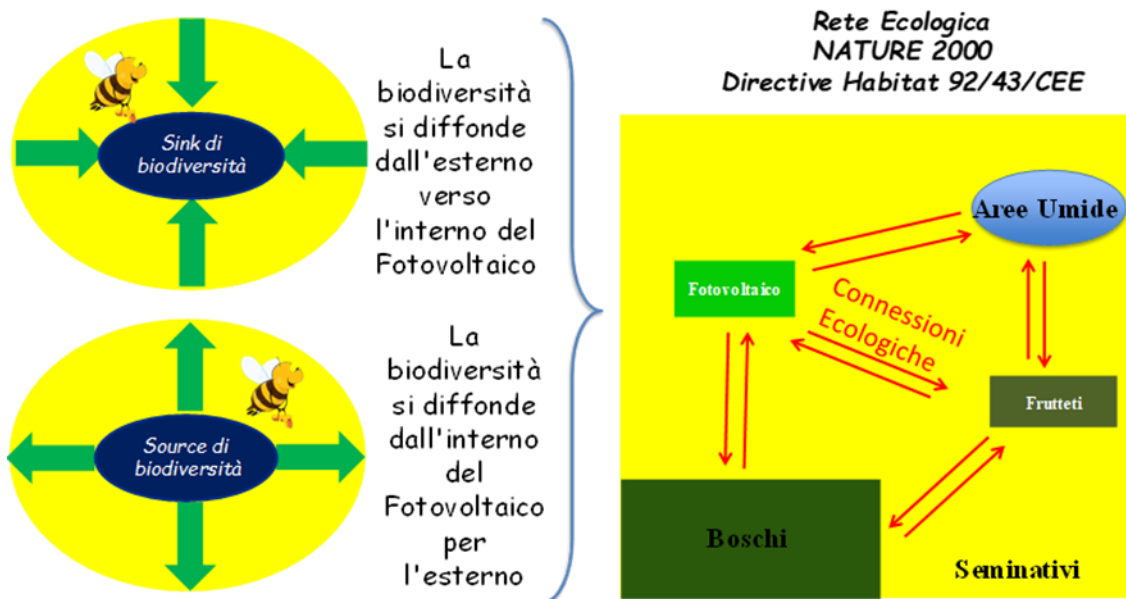 Sink di
biodiversità
La
biodiversità
si diffonde
dall'esterno
verso
l'interno del
Fotovoltaico
Source di
biodiversità
La
biodiversità
si diffonde
dall'interno
del
Fotovoltaico
per
l'esterno
Rete Ecologica
NATURE 2000
Directive Habitat 92/43/CEE
Aree Umide
Fotovoltaico
Connessioni
Ecologiche
Frutteti
Boschi
Seminativi